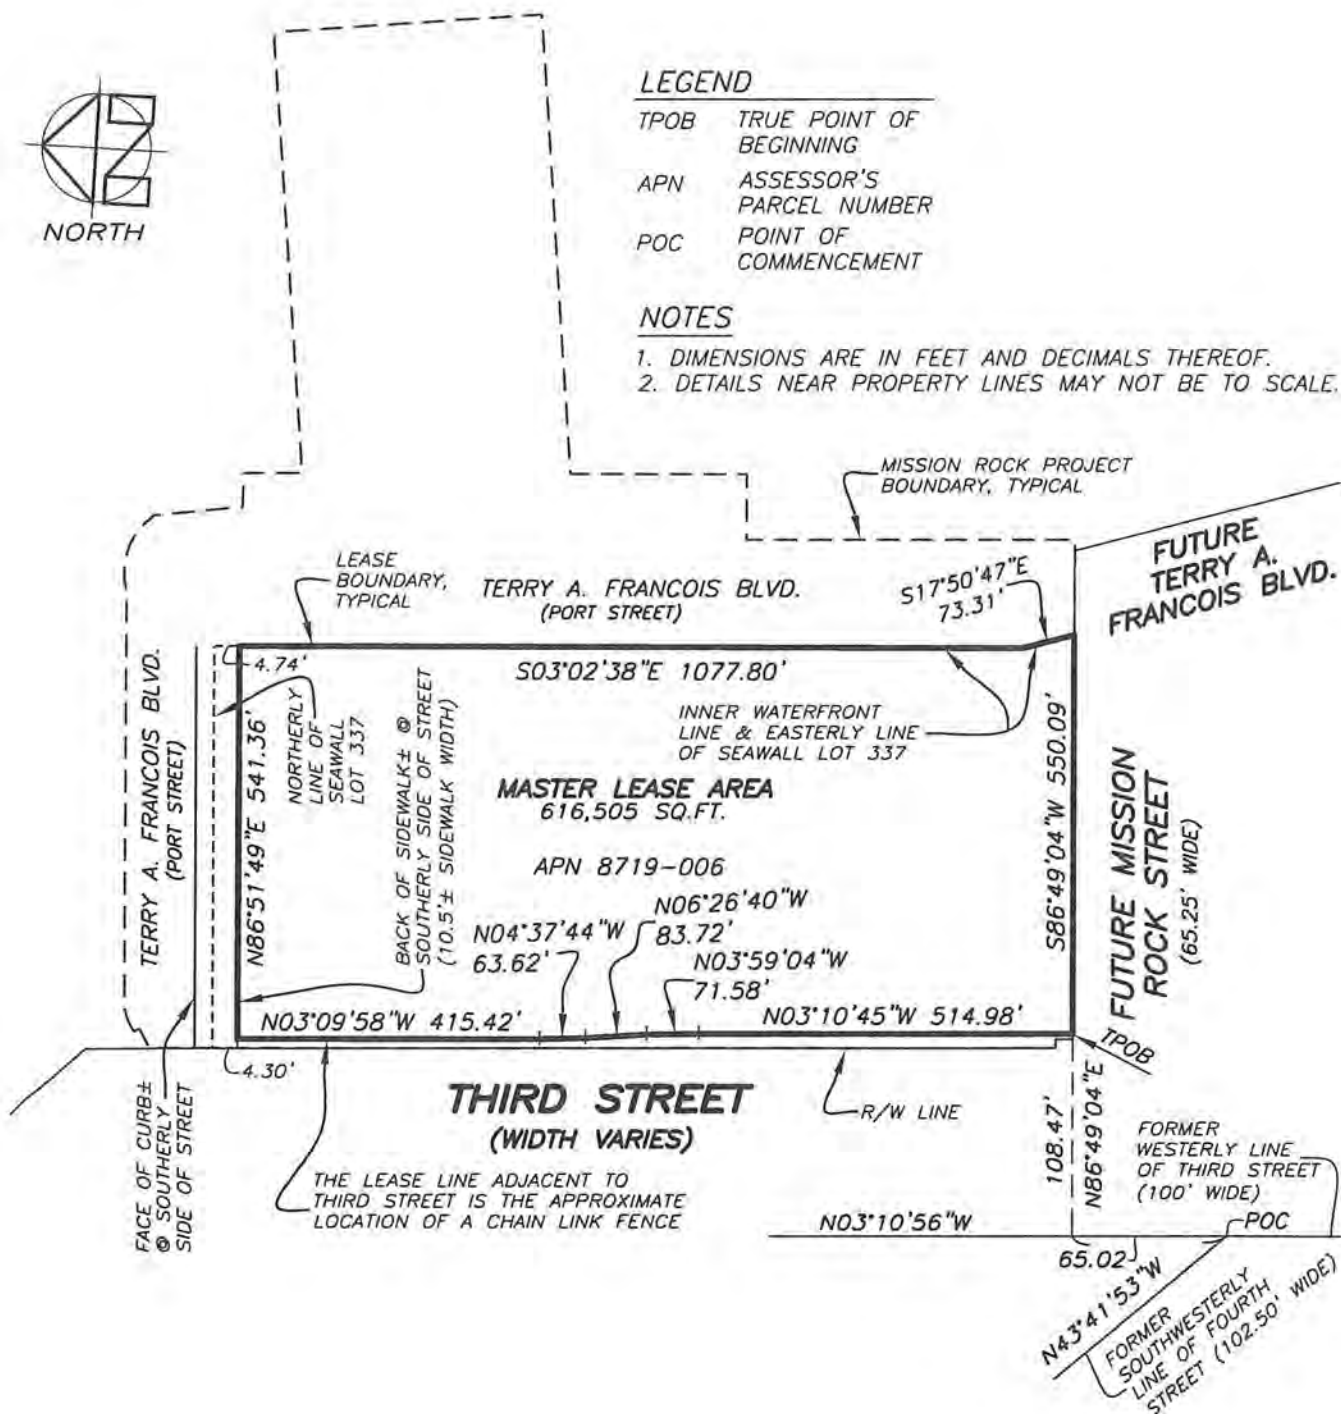 NORTH
LEGEND
TPOB TRUE POINT OF
BEGINNING
APN ASSESSOR'S
PARCEL NUMBER
POC POINT OF
COMMENCEMENT
NOTES
1. DIMENSIONS ARE IN FEET AND DECIMALS THEREOF.
2. DETAILS NEAR PROPERTY LINES MAY NOT BE TO SCALE.
MISSION ROCK PROJECT
BOUNDARY, TYPICAL
FUTURE
TERRY A.
FRANCOIS BLVD.
LEASE
BOUNDARY,
TYPICAL
TERRY A. FRANCOIS BLVD.
(PORT STREET)
S17°50'47"E
73.31'
4.74'
S03°02'38"E 1077.80'
INNER WATERFRONT
LINE & EASTERLY LINE
OF SEAWALL LOT 337
TERRY A. FRANCOIS BLVD.
(PORT STREET)
N86°51'49"E 541.36'
NORTHERLY
LINE OF
SEAWALL
LOT 337
BACK OF SIDEWALK± @
SOUTHERLY SIDE OF STREET
(10.5'± SIDEWALK WIDTH)
MASTER LEASE AREA
616,505 SQ.FT.
APN 8719-006
S86°49'04"W 550.09'
FUTURE MISSION
ROCK STREET
(65.25' WIDE)
N04°37'44"W
63.62'
N06°26'40"W
83.72'
N03°59'04"W
71.58'
N03°09'58"W 415.42'
N03°10'45"W 514.98'
TPOB
4.30'
FACE OF CURB±
@ SOUTHERLY
SIDE OF STREET
THIRD STREET
(WIDTH VARIES)
R/W LINE
THE LEASE LINE ADJACENT TO
THIRD STREET IS THE APPROXIMATE
LOCATION OF A CHAIN LINK FENCE
108.47'
N86°49'04"E
FORMER
WESTERLY LINE
OF THIRD STREET
(100' WIDE)
N03°10'56"W
POC
65.02'
N43°41'53"W
FORMER
SOUTHWESTERLY
LINE OF FOURTH
STREET (102.50' WIDE)